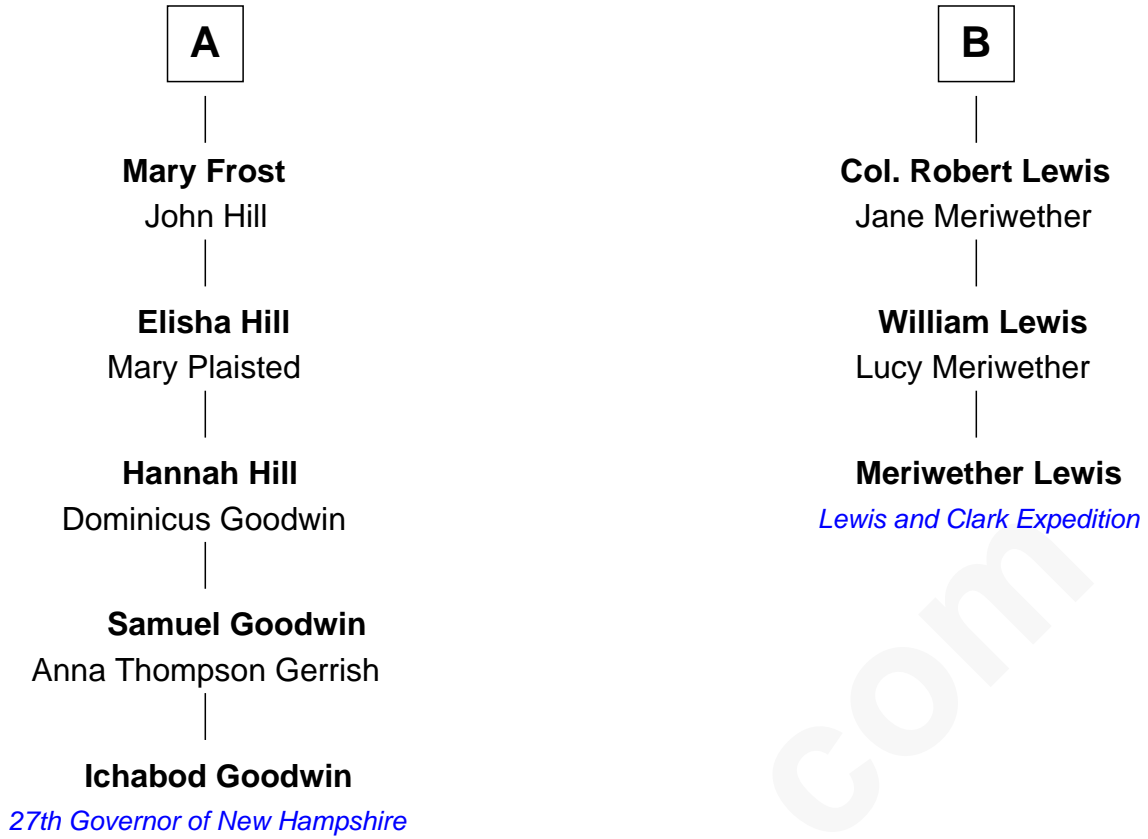 A
Mary Frost
John Hill
Elisha Hill
Mary Plaisted
Hannah Hill
Dominicus Goodwin
Samuel Goodwin
Anna Thompson Gerrish
Ichabod Goodwin
27th Governor of New Hampshire
B
Col. Robert Lewis
Jane Meriwether
William Lewis
Lucy Meriwether
Meriwether Lewis
Lewis and Clark Expedition
com